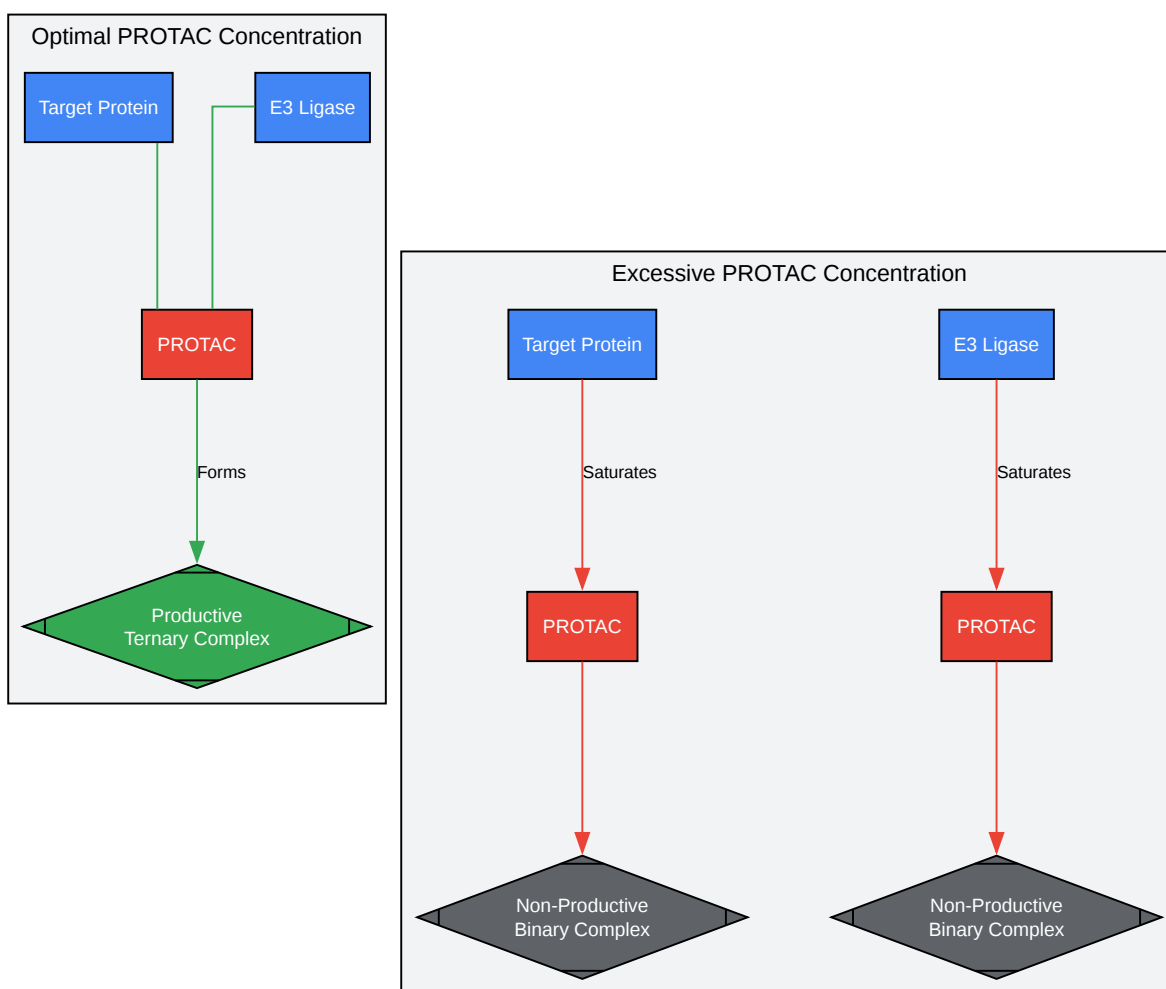 Optimal PROTAC Concentration
Target Protein
E3 Ligase
PROTAC
Forms
Productive
Ternary Complex
Excessive PROTAC Concentration
Target Protein
E3 Ligase
Saturates
Saturates
PROTAC
PROTAC
Non-Productive
Binary Complex
Non-Productive
Binary Complex